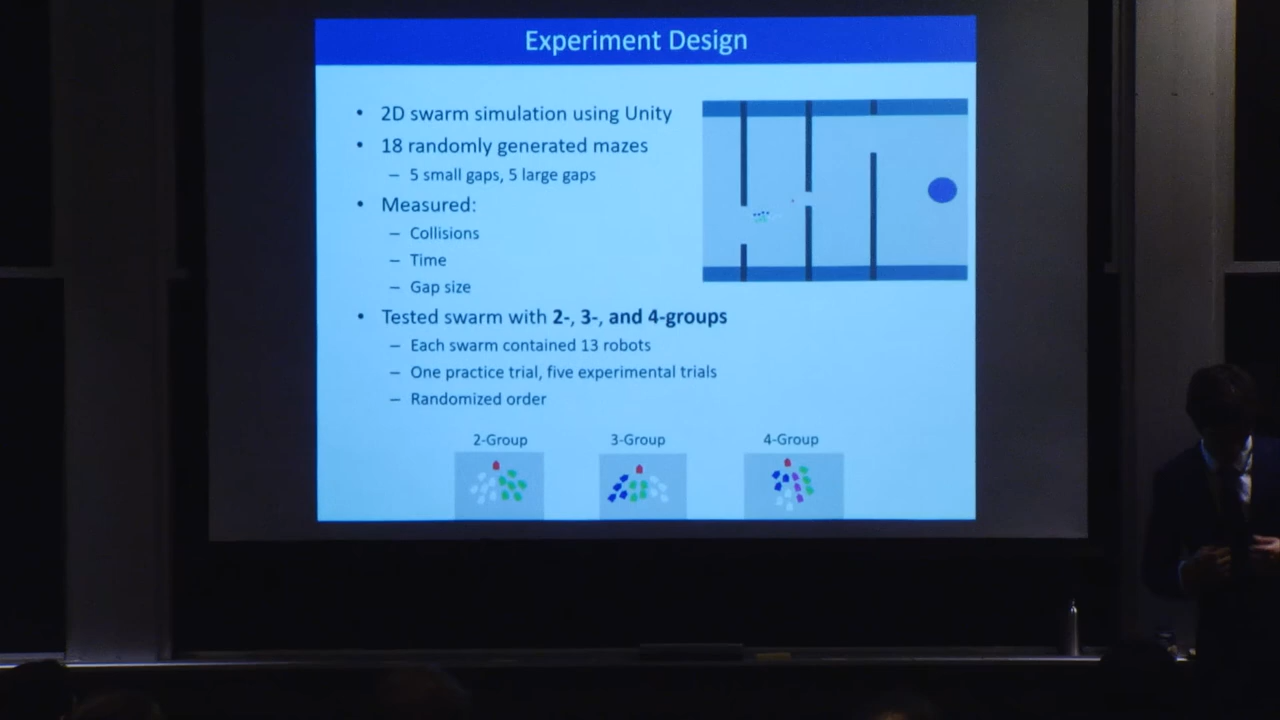 Experiment Design
• 2D swarm simulation using Unity
• 18 randomly generated mazes
– 5 small gaps, 5 large gaps
• Measured:
– Collisions
– Time
– Gap size
• Tested swarm with 2-, 3-, and 4-groups
– Each swarm contained 13 robots
– One practice trial, five experimental trials
– Randomized order
2-Group 3-Group 4-Group